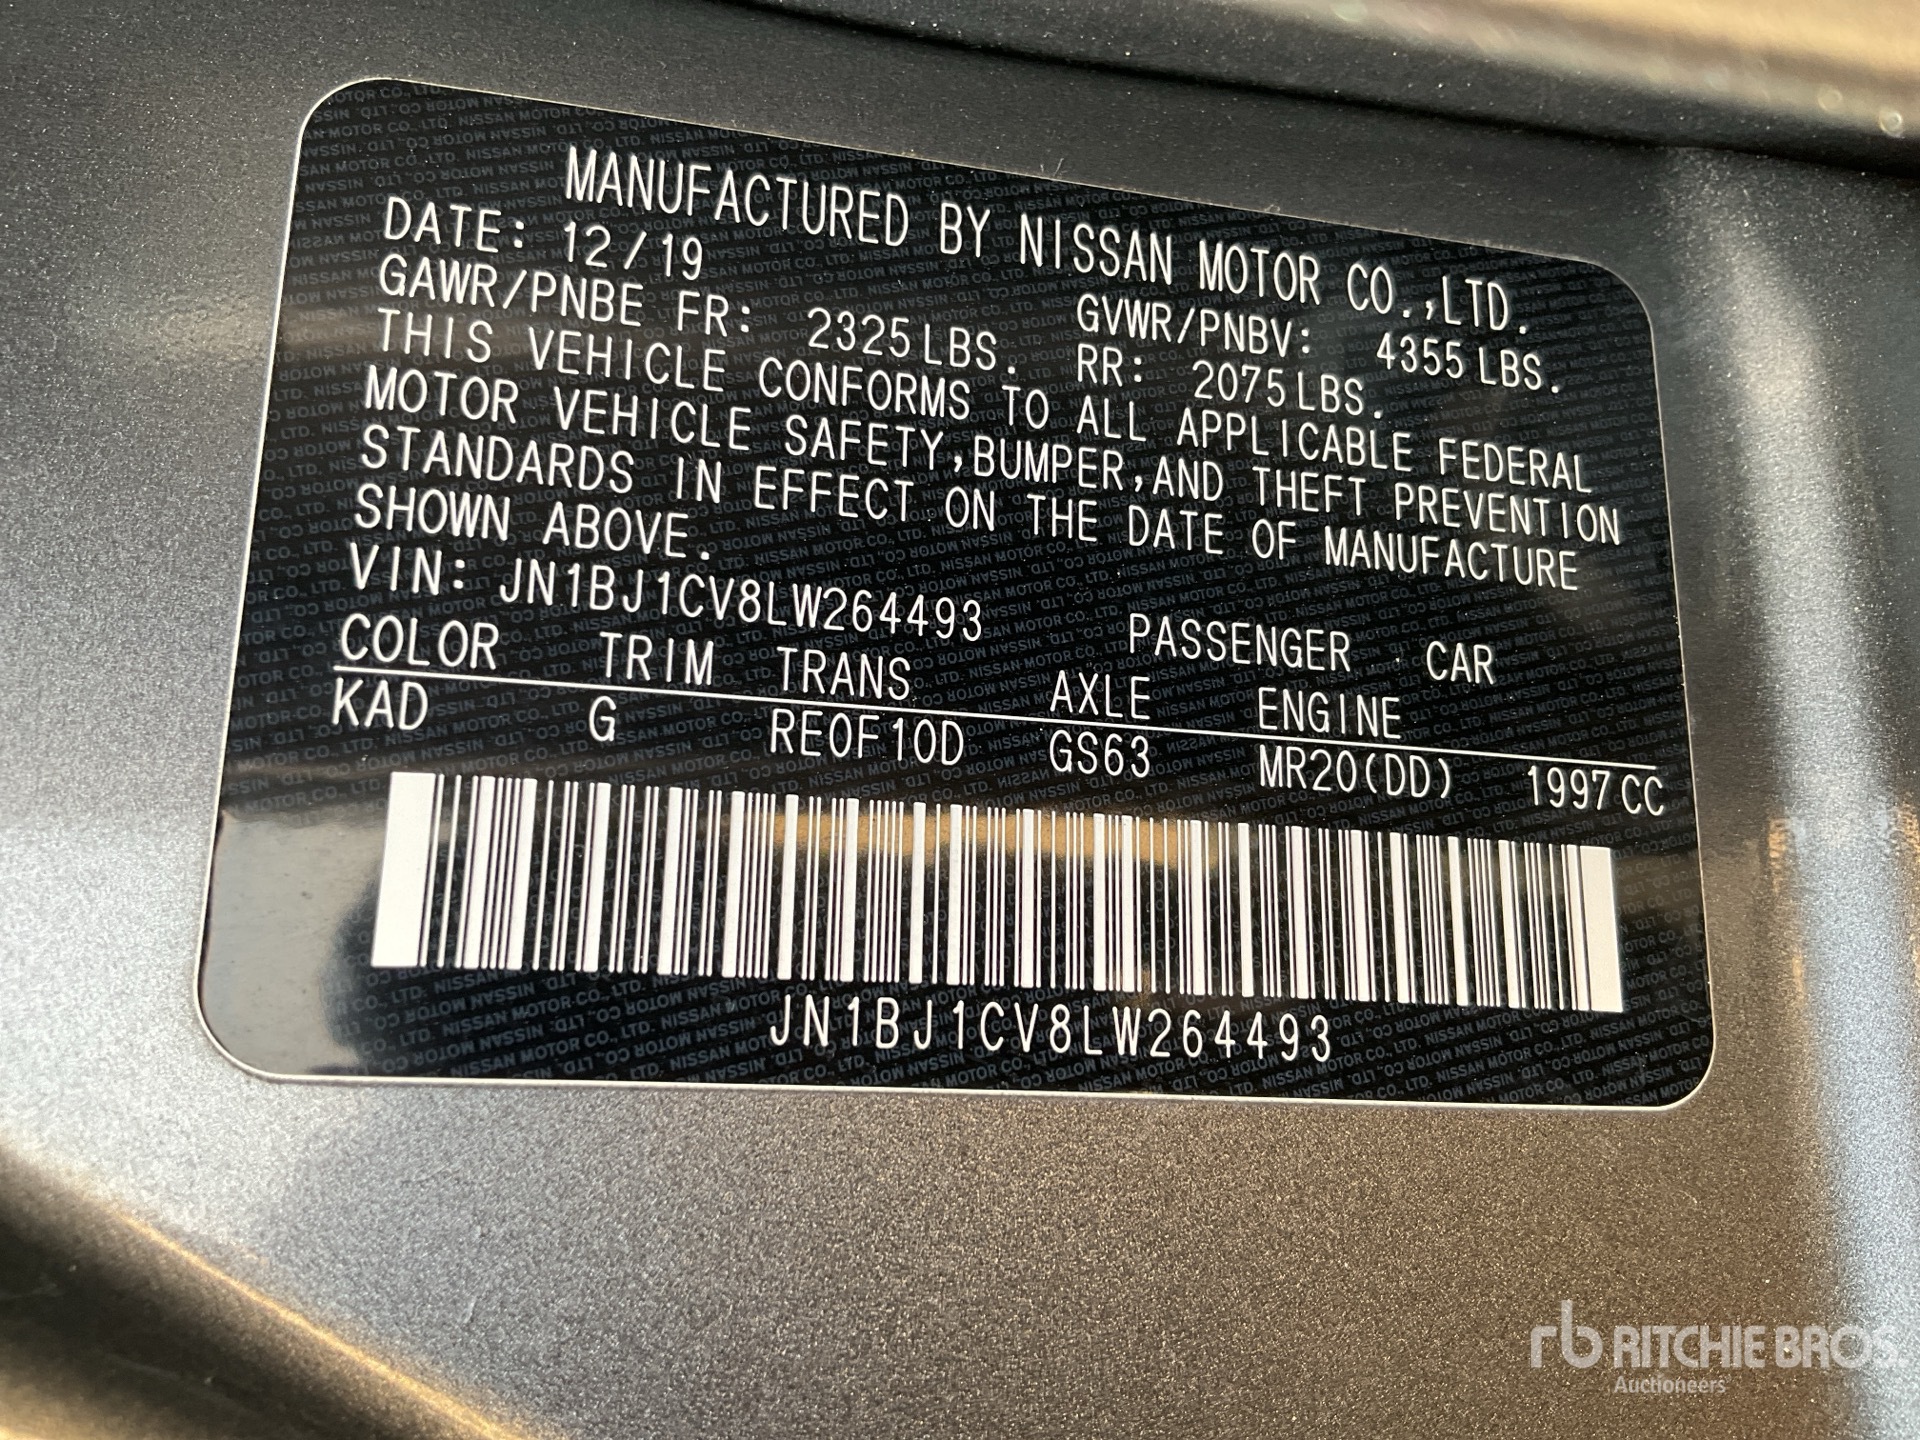 MANUFACTURED BY NISSAN MOTOR CO.,LTD.
DATE: 12/19 GVWR/PNBV: 4355 LBS.
GAWR/PNBE FR: 2325 LBS. RR: 2075 LBS.
THIS VEHICLE CONFORMS TO ALL APPLICABLE FEDERAL
MOTOR VEHICLE SAFETY,BUMPER,AND THEFT PREVENTION
STANDARDS IN EFFECT ON THE DATE OF MANUFACTURE
SHOWN ABOVE.
VIN: JN1BJ1CV8LW264493 PASSENGER CAR
COLOR TRIM TRANS AXLE ENGINE
KAD G RE0F10D GS63 MR20(DD) 1997CC
JN1BJ1CV8LW264493
rb RITCHIE BROS.
Auctioneers